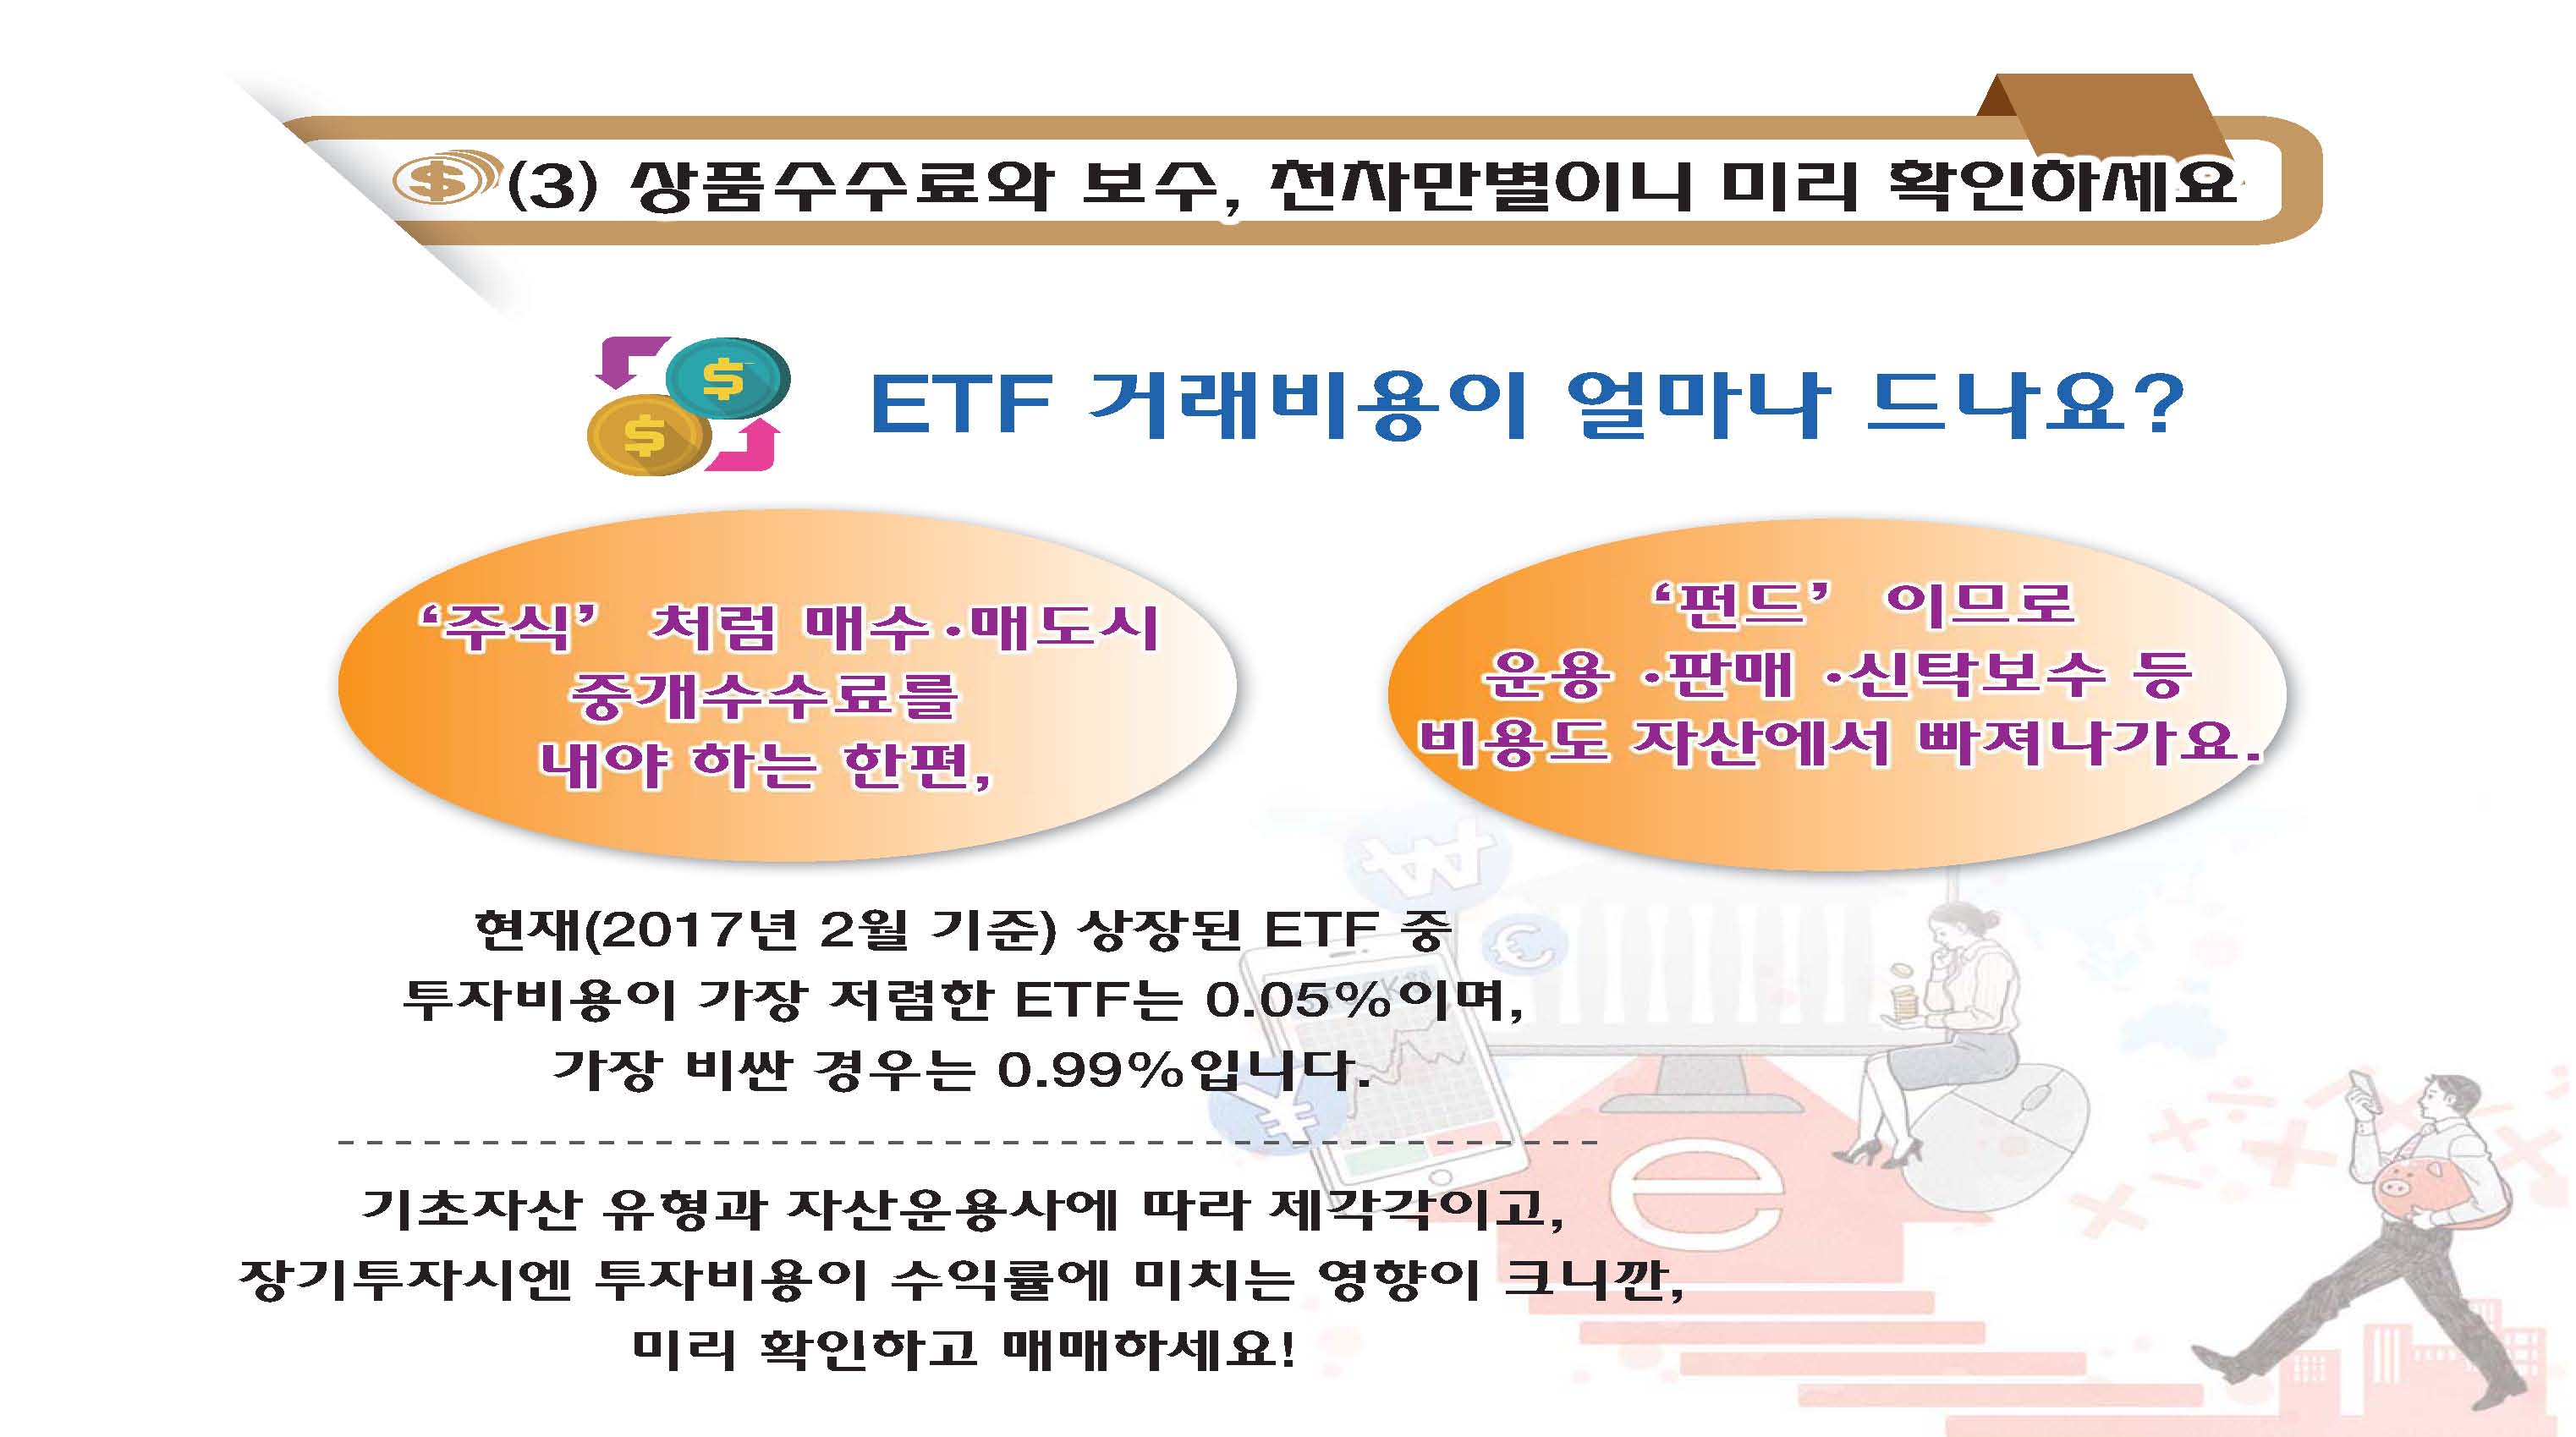 (3) 상품수수료와 보수, 천차만별이니 미리 확인하세요
ETF 거래비용이 얼마나 드나요?
‘주식’ 처럼 매수·매도시
중개수수료를
내야 하는 한편,
‘펀드’ 이므로
운용 ·판매 ·신탁보수 등
비용도 자산에서 빠져나가요.
현재(2017년 2월 기준) 상장된 ETF 중
투자비용이 가장 저렴한 ETF는 0.05%이며,
가장 비싼 경우는 0.99%입니다.
기초자산 유형과 자산운용사에 따라 제각각이고,
장기투자시엔 투자비용이 수익률에 미치는 영향이 크니깐,
미리 확인하고 매매하세요!